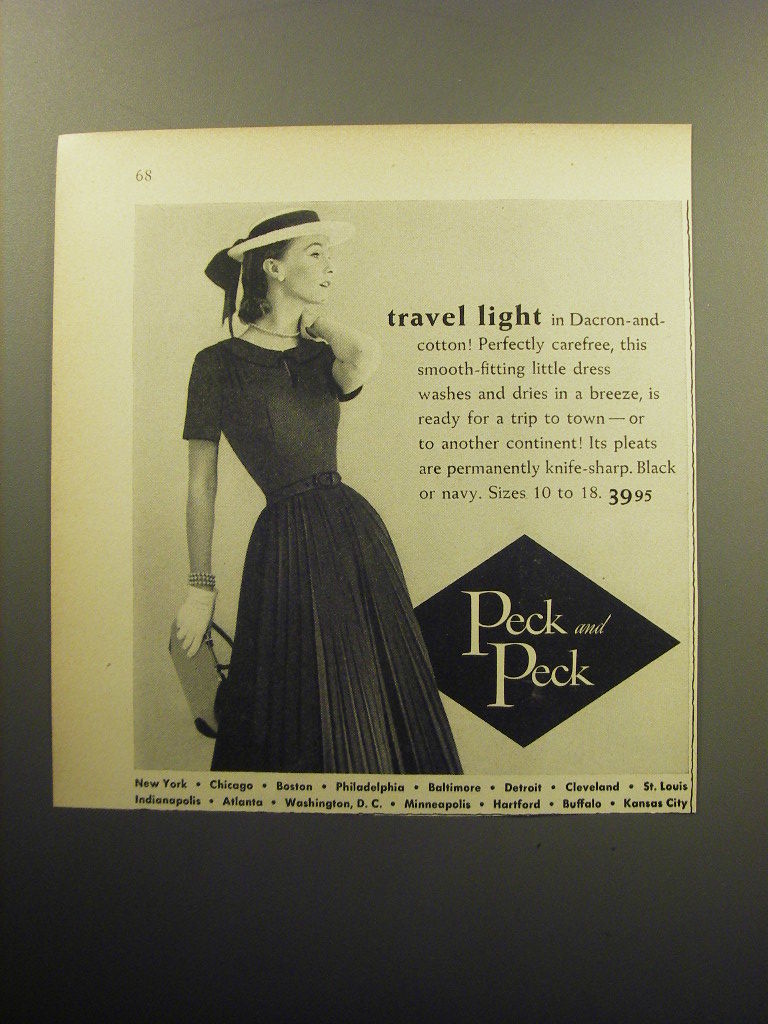 68
travel light in Dacron-and-
cotton! Perfectly carefree, this
smooth-fitting little dress
washes and dries in a breeze, is
ready for a trip to town — or
to another continent! Its pleats
are permanently knife-sharp. Black
or navy. Sizes 10 to 18. 39 95
Peck and
Peck
New York • Chicago • Boston • Philadelphia • Baltimore • Detroit • Cleveland • St. Louis
Indianapolis • Atlanta • Washington, D. C. • Minneapolis • Hartford • Buffalo • Kansas City